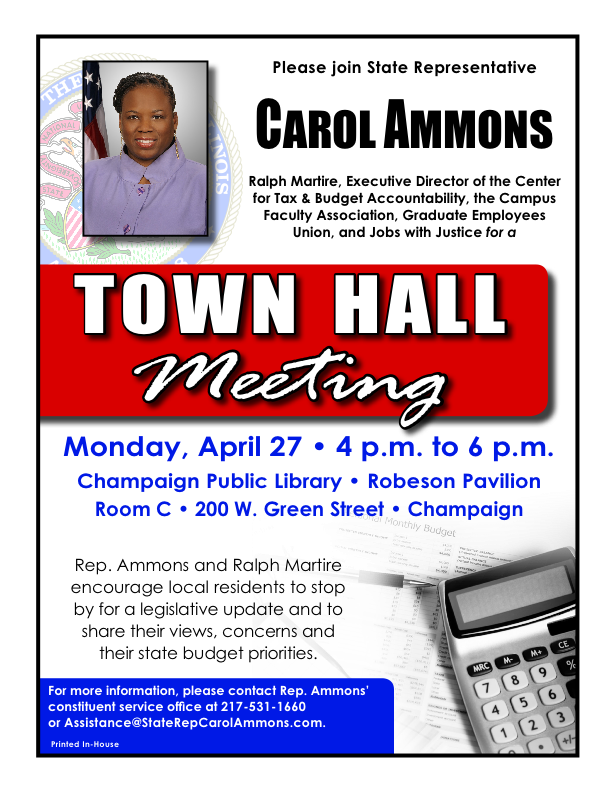 Please join State Representative
CAROL AMMONS
Ralph Martire, Executive Director of the Center
for Tax & Budget Accountability, the Campus
Faculty Association, Graduate Employees
Union, and Jobs with Justice for a
TOWN HALL
Meeting
Monday, April 27 • 4 p.m. to 6 p.m.
Champaign Public Library • Robeson Pavilion
Room C • 200 W. Green Street • Champaign
Monthly Budget
Rep. Ammons and Ralph Martire
encourage local residents to stop
by for a legislative update and to
share their views, concerns and
their state budget priorities.
MRC M- M+ CE
7 8 9 %
4 5 6
1 2 3
0 • +/-
For more information, please contact Rep. Ammons'
constituent service office at 217-531-1660
or Assistance@StateRepCarolAmmons.com.
Printed In-House